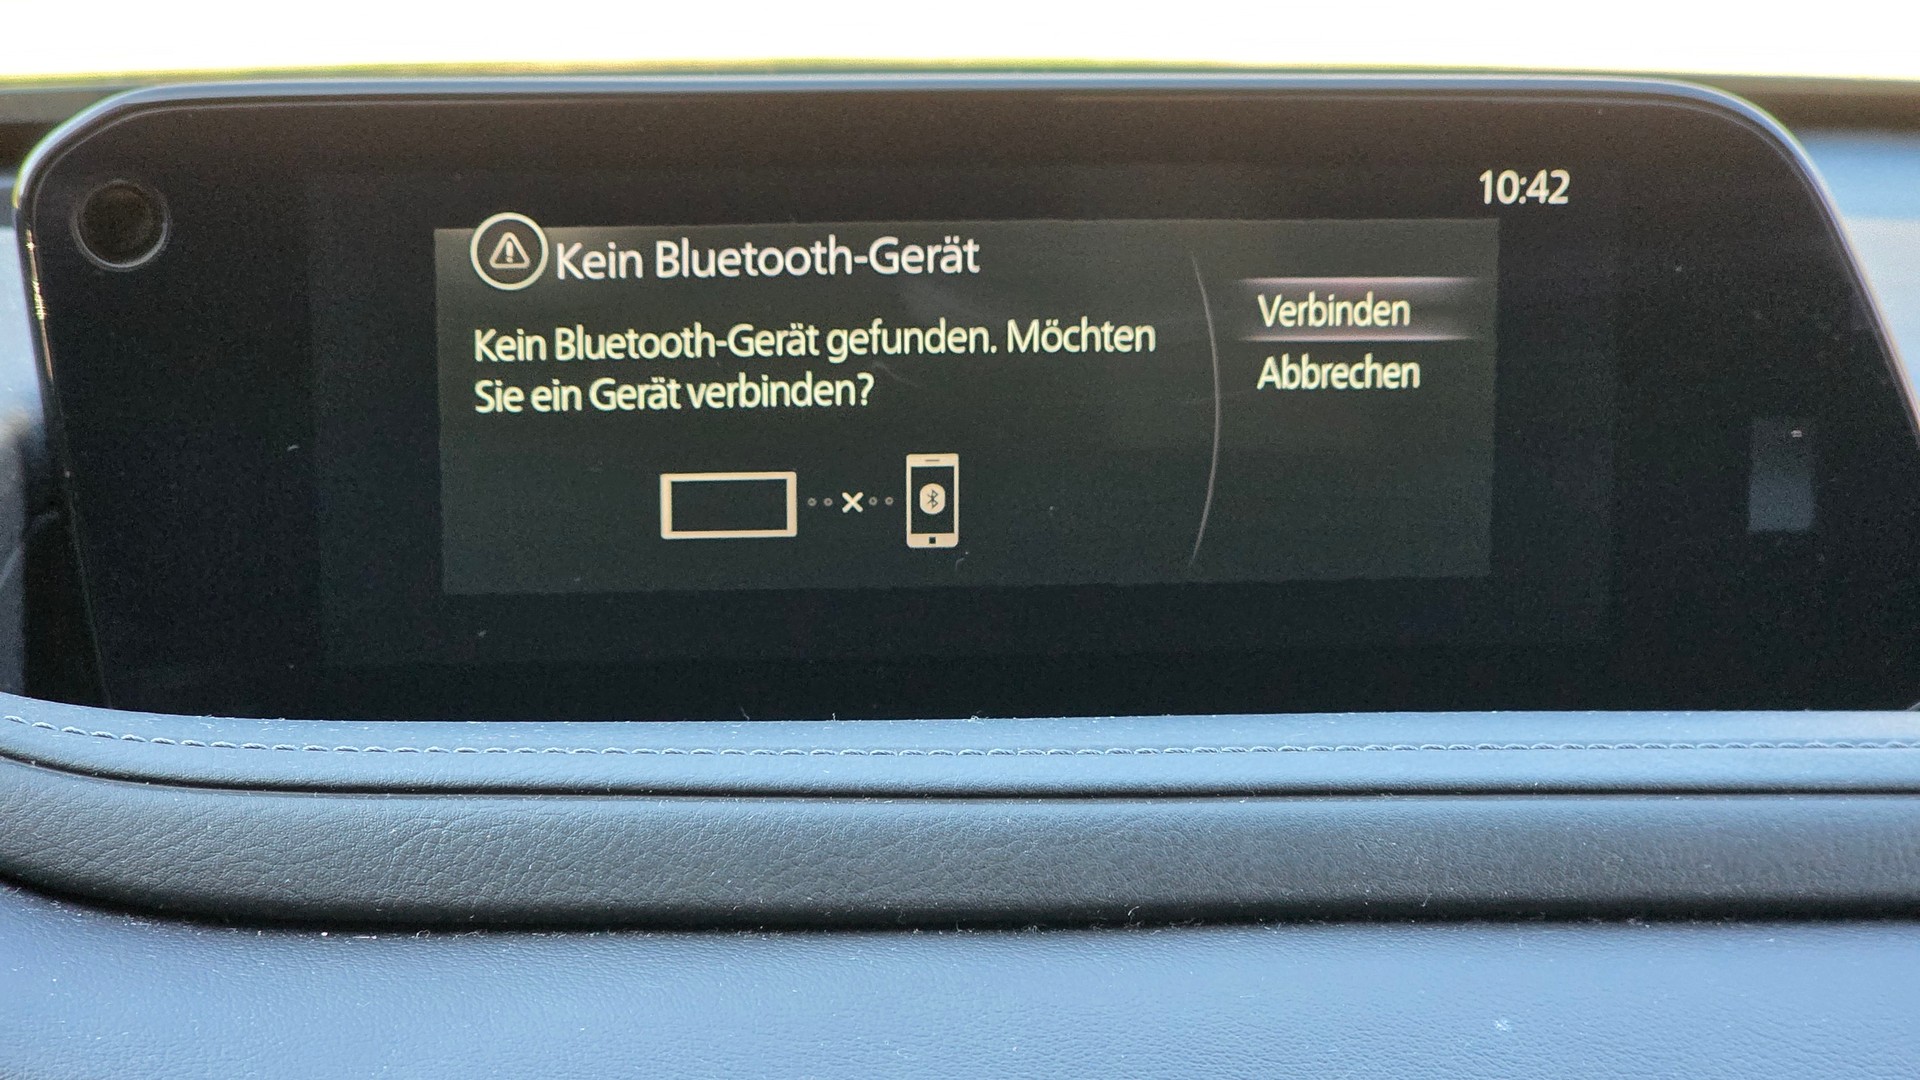 10:42
Kein Bluetooth-Gerät
Kein Bluetooth-Gerät gefunden. Möchten
Sie ein Gerät verbinden?
Verbinden
Abbrechen